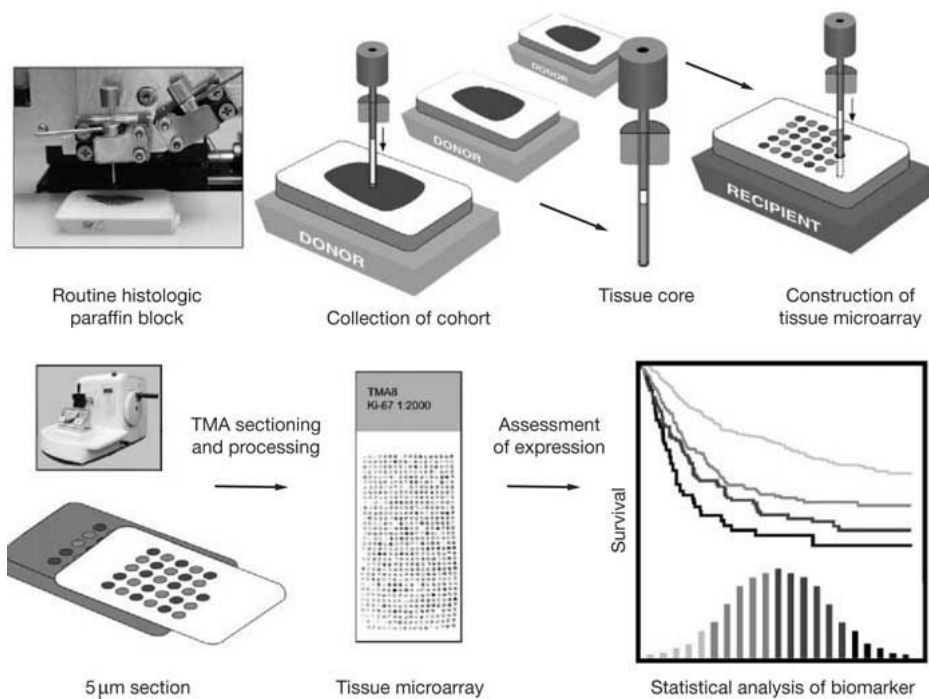 DONOR
DONOR
DONOR
RECIPIENT
Routine histologic
paraffin block
Collection of cohort
Tissue core
Construction of
tissue microarray
TMA sectioning
and processing
TMA8
Ki-67 1:2000
Assessment
of expression
Survival
5 µm section
Tissue microarray
Statistical analysis of biomarker